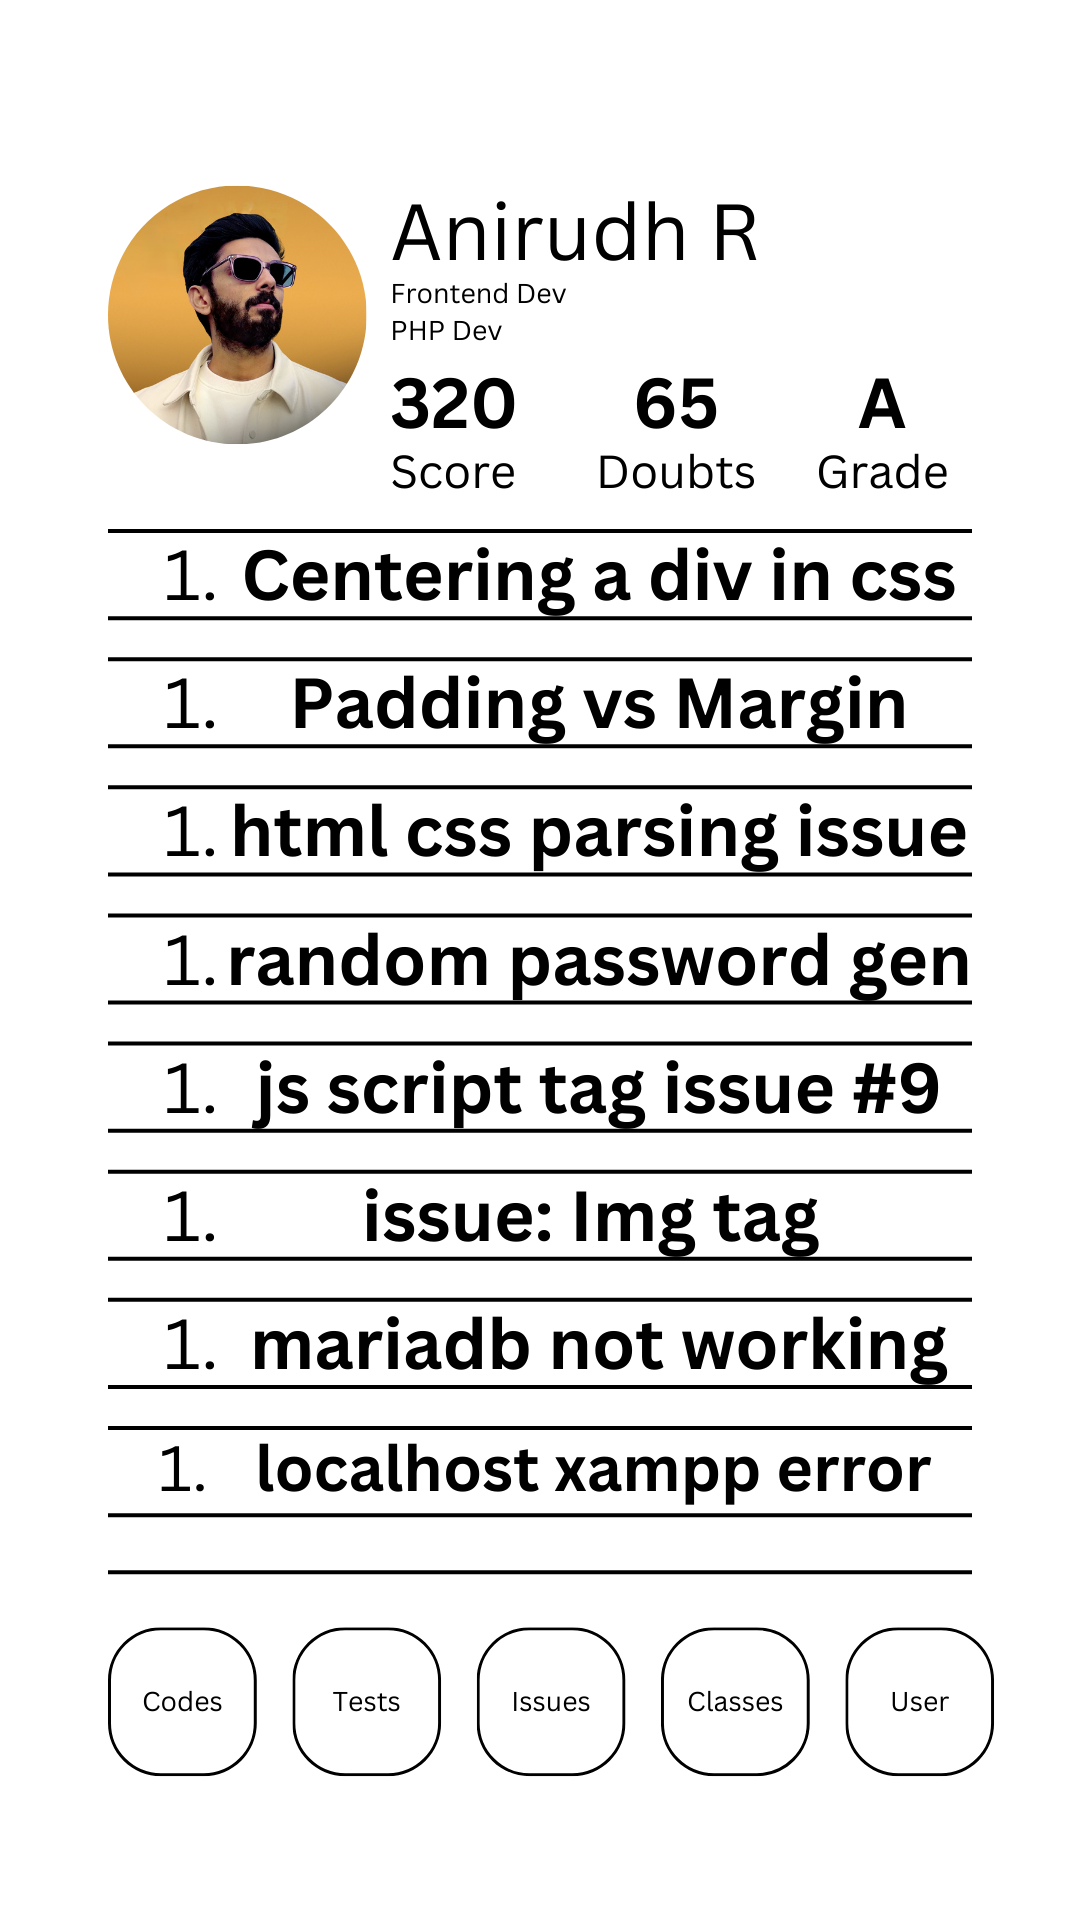 Anirudh R
Frontend Dev
PHP Dev
320 65 A
Score Doubts Grade
1. Centering a div in css
1. Padding vs Margin
1. html css parsing issue
1. random password gen
1. js script tag issue #9
1. issue: Img tag
1. mariadb not working
1. localhost xampp error
Codes Tests Issues Classes User